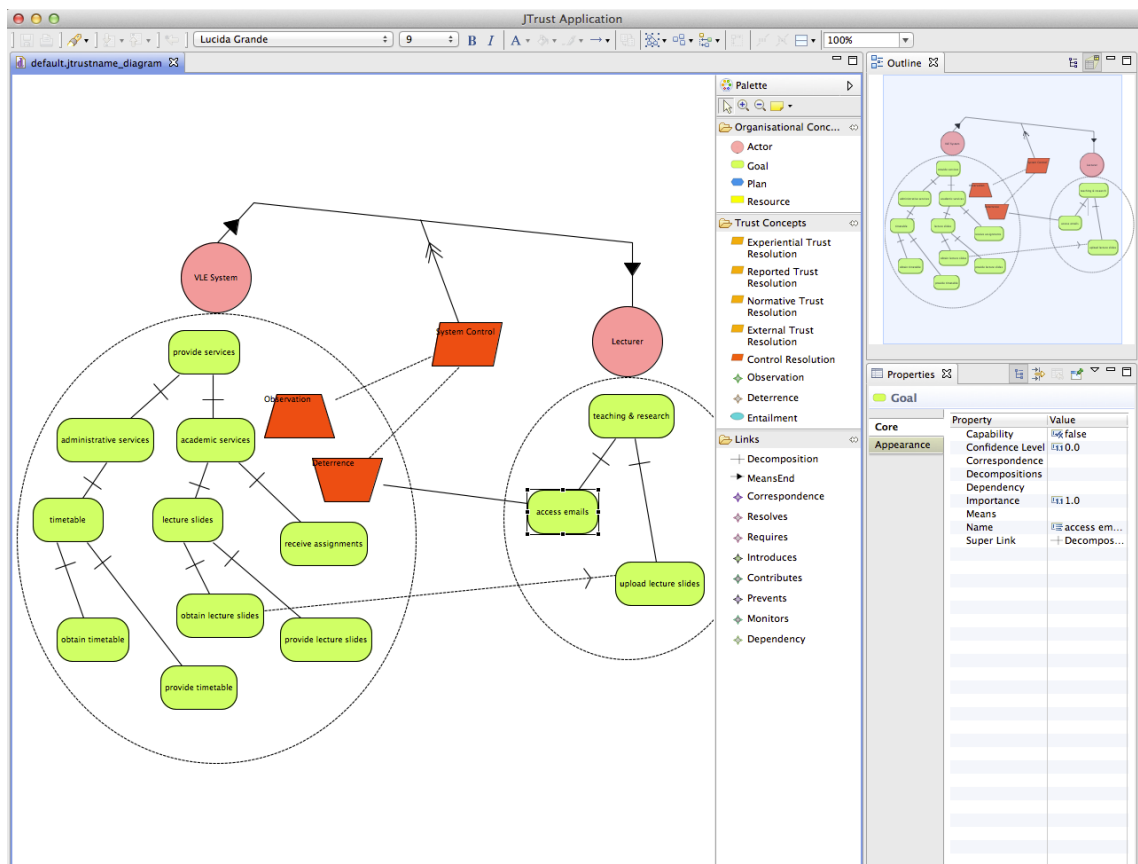 JTrust Application
Lucida Grande
9
B I A
100%
default.jtrustname_diagram
VLE System
provide services
administrative services
academic services
timetable
lecture slides
receive assignments
obtain timetable
obtain lecture slides
provide lecture slides
provide timetable
Observation
Deterrence
System Control
Lecturer
teaching & research
access emails
upload lecture slides
Palette
Organisational Conc...
Actor
Goal
Plan
Resource
Trust Concepts
Experiential Trust
Resolution
Reported Trust
Resolution
Normative Trust
Resolution
External Trust
Resolution
Control Resolution
Observation
Deterrence
Entailment
Links
Decomposition
MeansEnd
Correspondence
Resolves
Requires
Introduces
Contributes
Prevents
Monitors
Dependency
Outline
Properties
Goal
Core
Appearance
Property Value
Capability false
Confidence Level 0.0
Correspondence
Decompositions
Dependency
Importance 1.0
Means
Name access em...
Super Link Decompos...